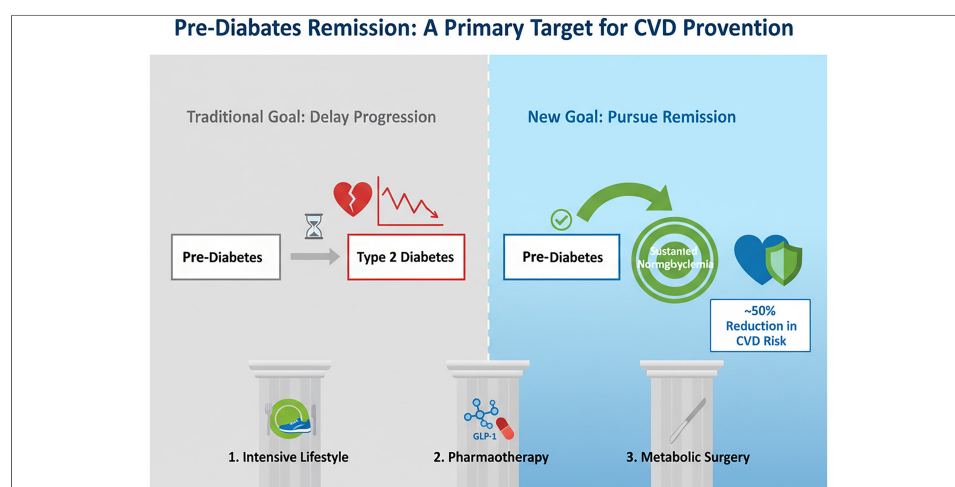 Pre-Diabetes Remission: A Primary Target for CVD Provention
Traditional Goal: Delay Progression
New Goal: Pursue Remission
Pre-Diabetes
Type 2 Diabetes
Pre-Diabetes
Sustanted
Normgbyclemia
~50%
Reduction in
CVD Risk
GLP-1
1. Intensive Lifestyle
2. Pharmaotherapy
3. Metabolic Surgery